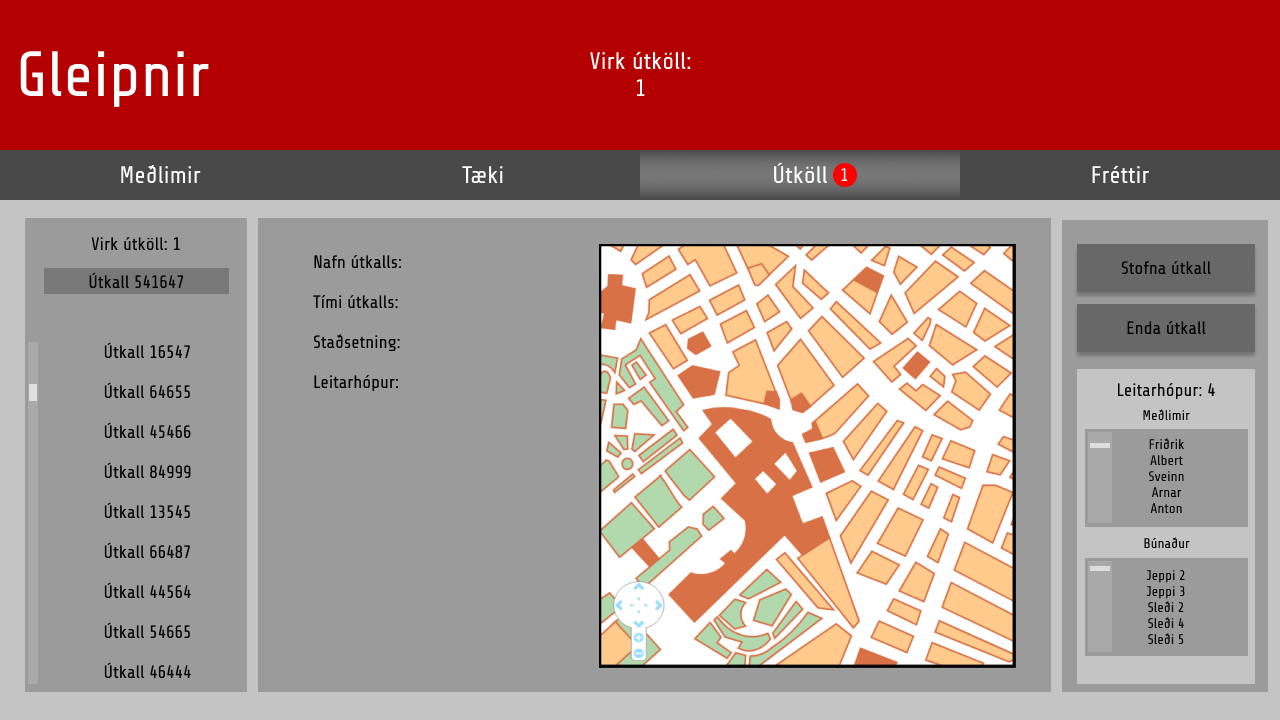 Gleipnir
Virk útköll:
1
Meðlimir
Tæki
Útköll 1
Fréttir
Virk útköll: 1
Útkall 541647
Útkall 16547
Útkall 64655
Útkall 45466
Útkall 84999
Útkall 13545
Útkall 66487
Útkall 44564
Útkall 54665
Útkall 46444
Nafn útkalls:
Tími útkalls:
Staðsetning:
Leitarhópur:
Stofna útkall
Enda útkall
Leitarhópur: 4
Meðlimir
Friðrik
Albert
Sveinn
Arnar
Anton
Búnaður
Jeppi 2
Jeppi 3
Sleði 2
Sleði 4
Sleði 5